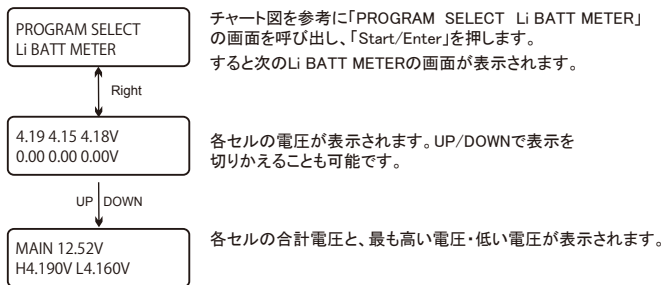 PROGRAM SELECT
Li BATT METER
チャート図を参考に「PROGRAM SELECT Li BATT METER」
の画面を呼び出し、「Start/Enter」を押します。
すると次のLi BATT METERの画面が表示されます。
Right
4.19 4.15 4.18V
0.00 0.00 0.00V
各セルの電圧が表示されます。UP/DOWNで表示を
切りかえることも可能です。
UP DOWN
MAIN 12.52V
H4.190V L4.160V
各セルの合計電圧と、最も高い電圧・低い電圧が表示されます。